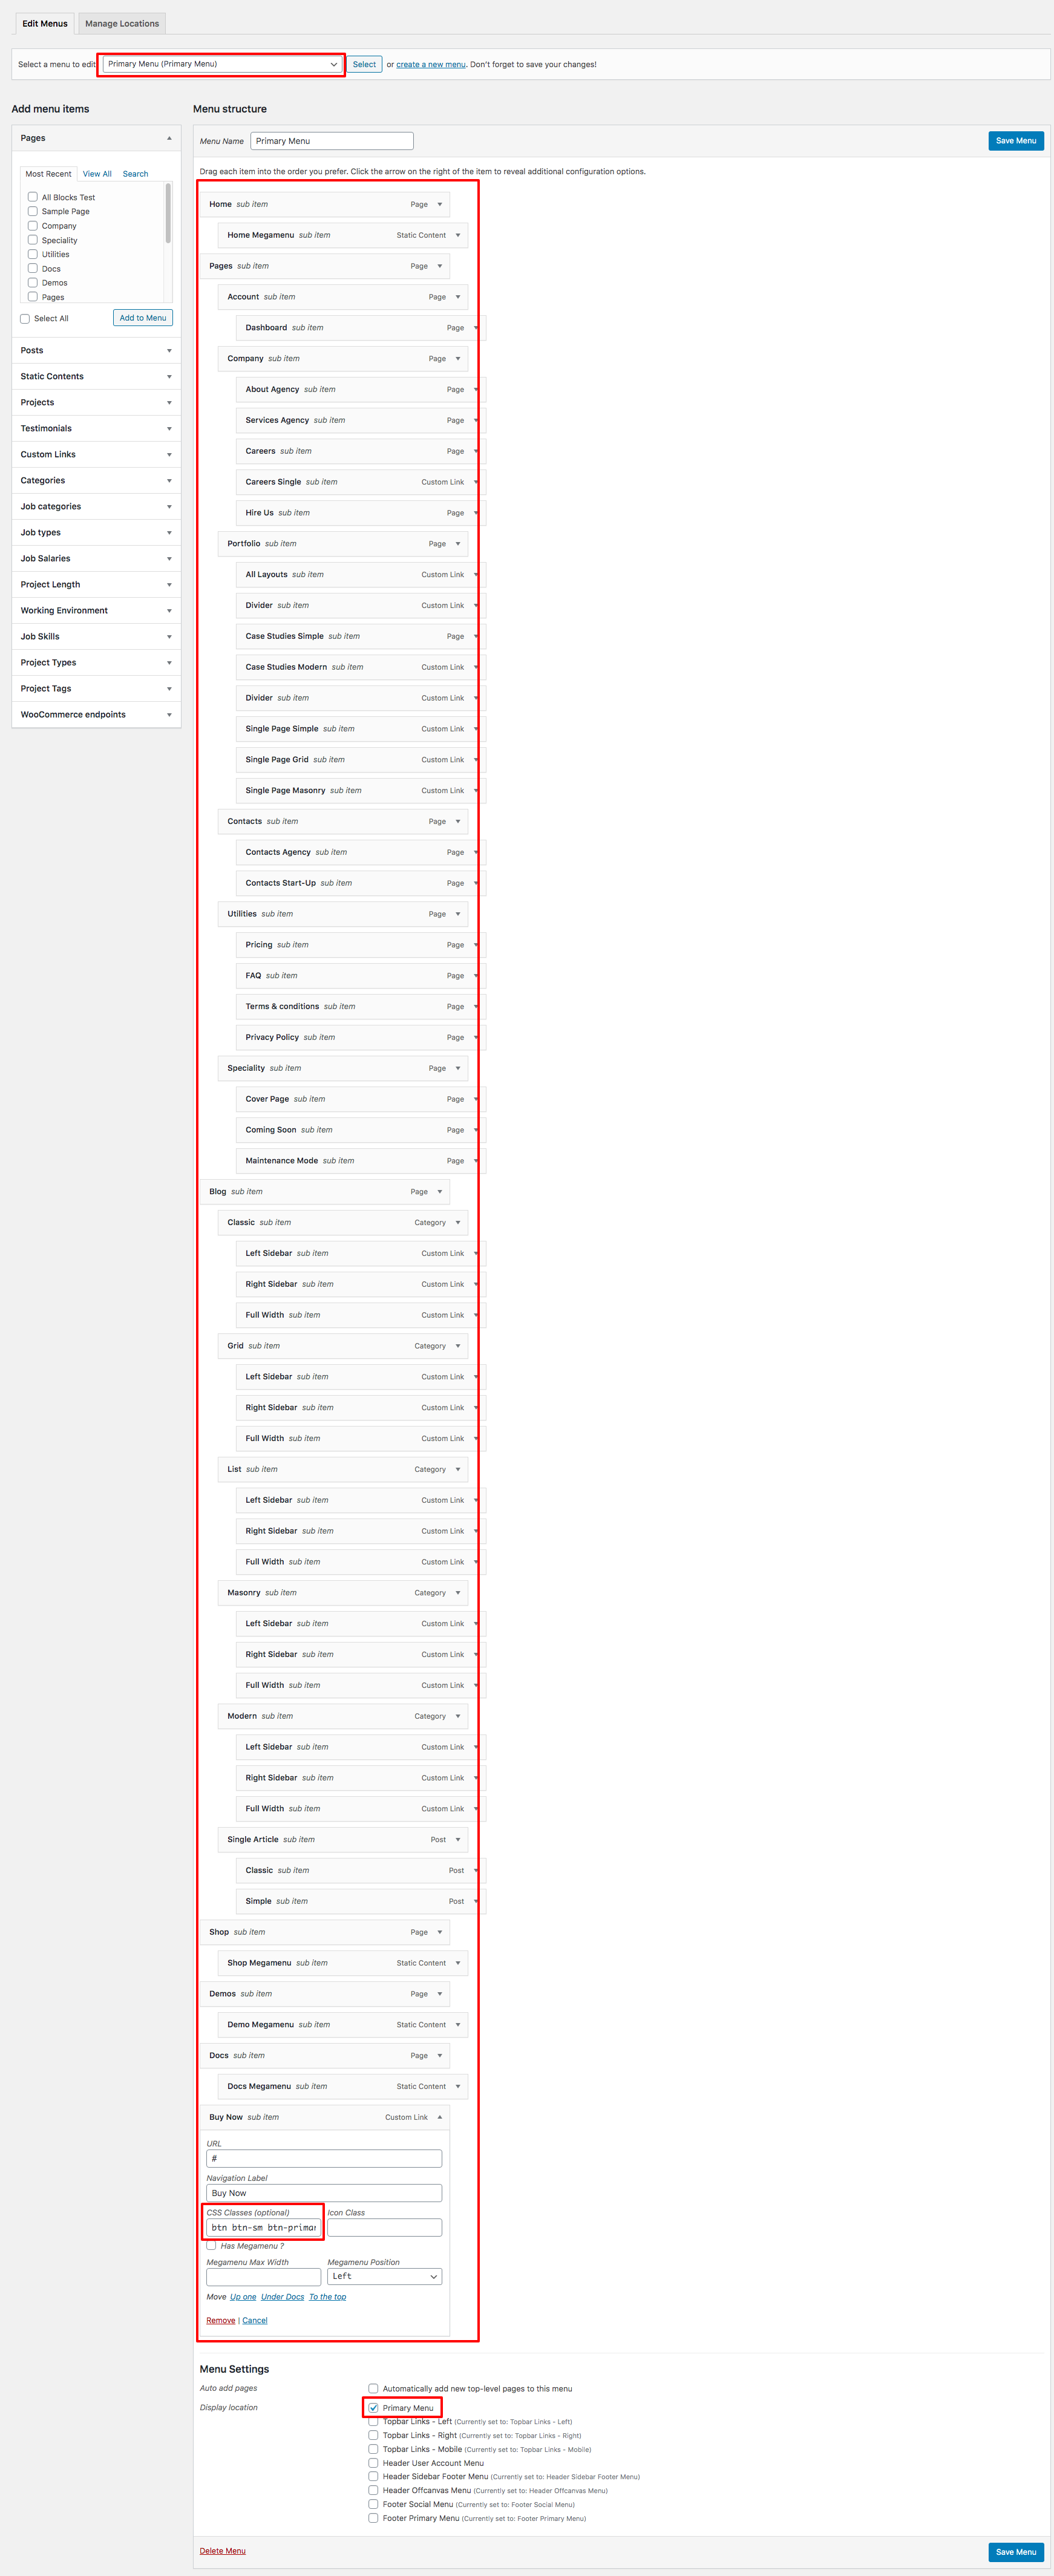 Edit Menus Manage Locations
Select a menu to edit: Primary Menu (Primary Menu) Select or create a new menu. Don't forget to save your changes!
Add menu items Menu structure
Pages
Menu Name Primary Menu Save Menu
Most Recent View All Search
Drag each item into the order you prefer. Click the arrow on the right of the item to reveal additional configuration options.
All Blocks Test
Sample Page
Company
Speciality
Utilities
Docs
Demos
Pages
Select All Add to Menu
Posts
Static Contents
Projects
Testimonials
Custom Links
Categories
Job categories
Job types
Job Salaries
Project Length
Working Environment
Job Skills
Project Types
Project Tags
WooCommerce endpoints
Home sub item Page
Home Megamenu sub item Static Content
Pages sub item Page
Account sub item Page
Dashboard sub item Page
Company sub item Page
About Agency sub item Page
Services Agency sub item Page
Careers sub item Page
Careers Single sub item Custom Link
Hire Us sub item Page
Portfolio sub item Page
All Layouts sub item Custom Link
Divider sub item Custom Link
Case Studies Simple sub item Page
Case Studies Modern sub item Custom Link
Divider sub item Custom Link
Single Page Simple sub item Custom Link
Single Page Grid sub item Custom Link
Single Page Masonry sub item Custom Link
Contacts sub item Page
Contacts Agency sub item Page
Contacts Start-Up sub item Page
Utilities sub item Page
Pricing sub item Page
FAQ sub item Page
Terms & conditions sub item Page
Privacy Policy sub item Page
Speciality sub item Page
Cover Page sub item Page
Coming Soon sub item Page
Maintenance Mode sub item Page
Blog sub item Page
Classic sub item Category
Left Sidebar sub item Custom Link
Right Sidebar sub item Custom Link
Full Width sub item Custom Link
Grid sub item Category
Left Sidebar sub item Custom Link
Right Sidebar sub item Custom Link
Full Width sub item Custom Link
List sub item Category
Left Sidebar sub item Custom Link
Right Sidebar sub item Custom Link
Full Width sub item Custom Link
Masonry sub item Category
Left Sidebar sub item Custom Link
Right Sidebar sub item Custom Link
Full Width sub item Custom Link
Modern sub item Category
Left Sidebar sub item Custom Link
Right Sidebar sub item Custom Link
Full Width sub item Custom Link
Single Article sub item Post
Classic sub item Post
Simple sub item Post
Shop sub item Page
Shop Megamenu sub item Static Content
Demos sub item Page
Demo Megamenu sub item Static Content
Docs sub item Page
Docs Megamenu sub item Static Content
Buy Now sub item Custom Link
URL
#
Navigation Label
Buy Now
CSS Classes (optional) Icon Class
btn btn-sm btn-primar
Has Megamenu ?
Megamenu Max Width Megamenu Position
Left
Move Up one Under Docs To the top
Remove | Cancel
Menu Settings
Auto add pages Automatically add new top-level pages to this menu
Display location Primary Menu
Topbar Links - Left (Currently set to: Topbar Links - Left)
Topbar Links - Right (Currently set to: Topbar Links - Right)
Topbar Links - Mobile (Currently set to: Topbar Links - Mobile)
Header User Account Menu
Header Sidebar Footer Menu (Currently set to: Header Sidebar Footer Menu)
Header Offcanvas Menu (Currently set to: Header Offcanvas Menu)
Footer Social Menu (Currently set to: Footer Social Menu)
Footer Primary Menu (Currently set to: Footer Primary Menu)
Delete Menu Save Menu